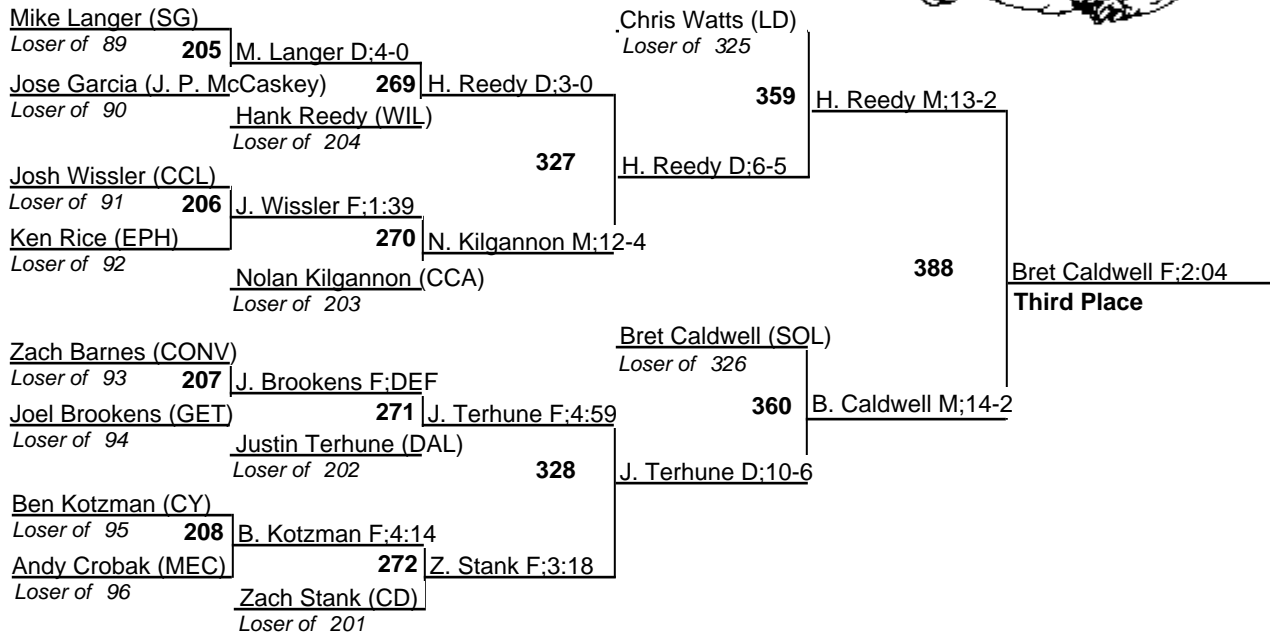 Mike Langer (SG)
Loser of 89
205
M. Langer D;4-0
Jose Garcia (J. P. McCaskey)
Loser of 90
269
H. Reedy D;3-0
Hank Reedy (WIL)
Loser of 204
Josh Wissler (CCL)
Loser of 91
206
J. Wissler F;1:39
Ken Rice (EPH)
Loser of 92
270
N. Kilgannon M;12-4
Nolan Kilgannon (CCA)
Loser of 203
327
H. Reedy D;6-5
Chris Watts (LD)
Loser of 325
359
H. Reedy M;13-2
Zach Barnes (CONV)
Loser of 93
207
J. Brookens F;DEF
Joel Brookens (GET)
Loser of 94
271
J. Terhune F;4:59
Justin Terhune (DAL)
Loser of 202
Ben Kotzman (CY)
Loser of 95
208
B. Kotzman F;4:14
Andy Crobak (MEC)
Loser of 96
272
Z. Stank F;3:18
Zach Stank (CD)
Loser of 201
328
J. Terhune D;10-6
Bret Caldwell (SOL)
Loser of 326
360
B. Caldwell M;14-2
388
Bret Caldwell F;2:04
Third Place